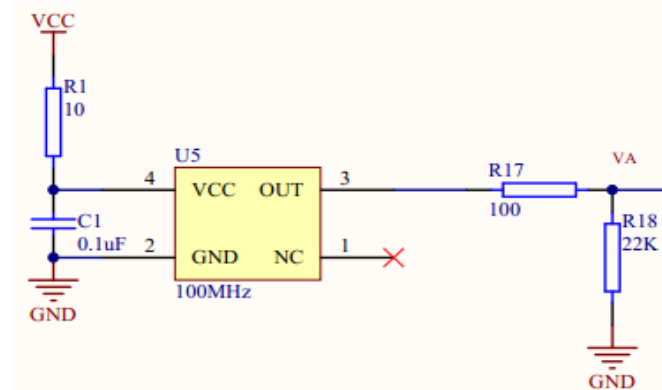 VCC
R1
10
U5
4
VCC
OUT
3
R17
100
VA
C1
0.1uF
2
GND
NC
1
R18
22K
100MHz
GND
GND